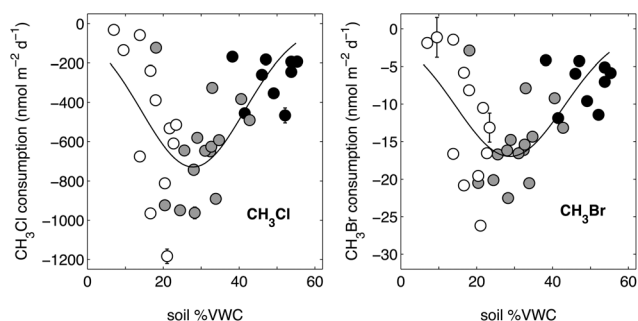 CH3Cl consumption (nmol m-2 d-1)
0
-200
-400
-600
-800
-1000
-1200
0 20 40 60
soil %VWC
CH3Cl
CH3Br consumption (nmol m-2 d-1)
0
-5
-10
-15
-20
-25
-30
0 20 40 60
soil %VWC
CH3Br